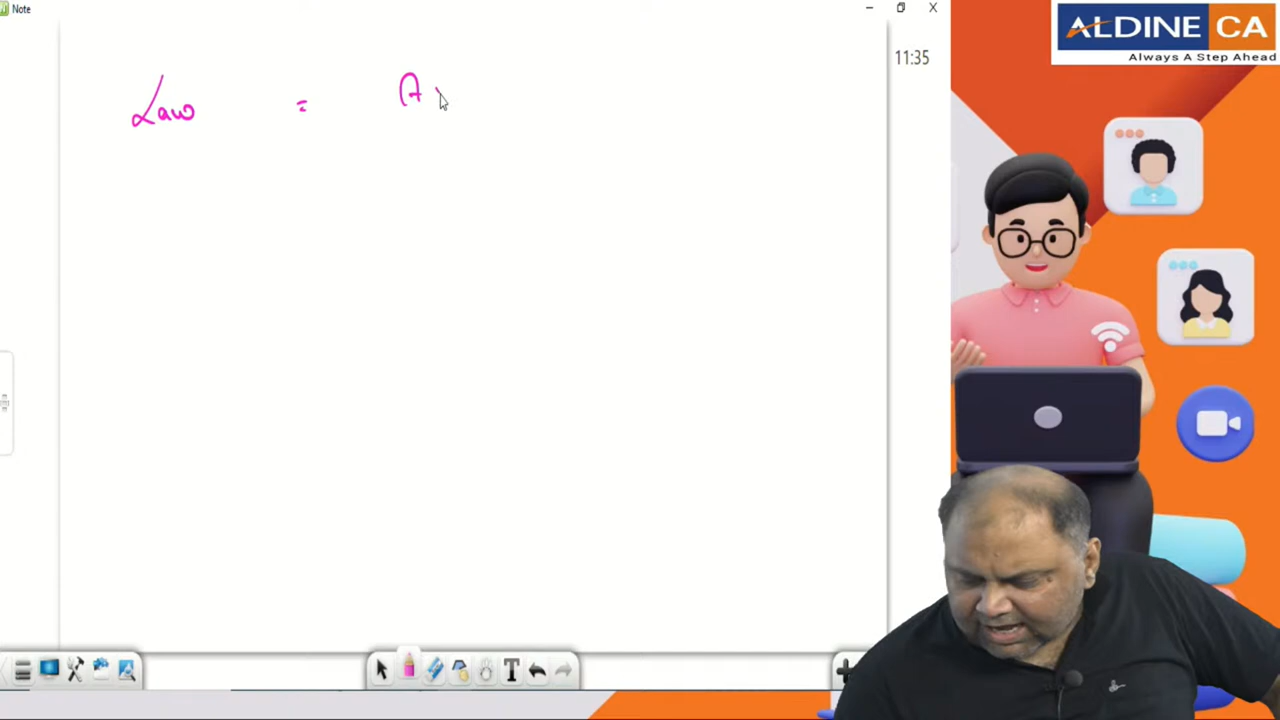 Note
ALDINE CA
Always A Step Ahead
11:35
Law = A